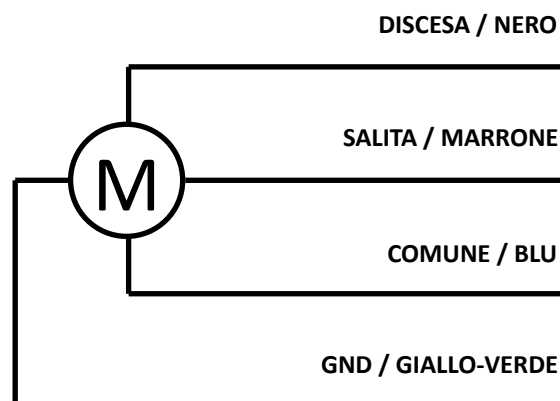 DISCESA / NERO
SALITA / MARRONE
M
COMUNE / BLU
GND / GIALLO-VERDE